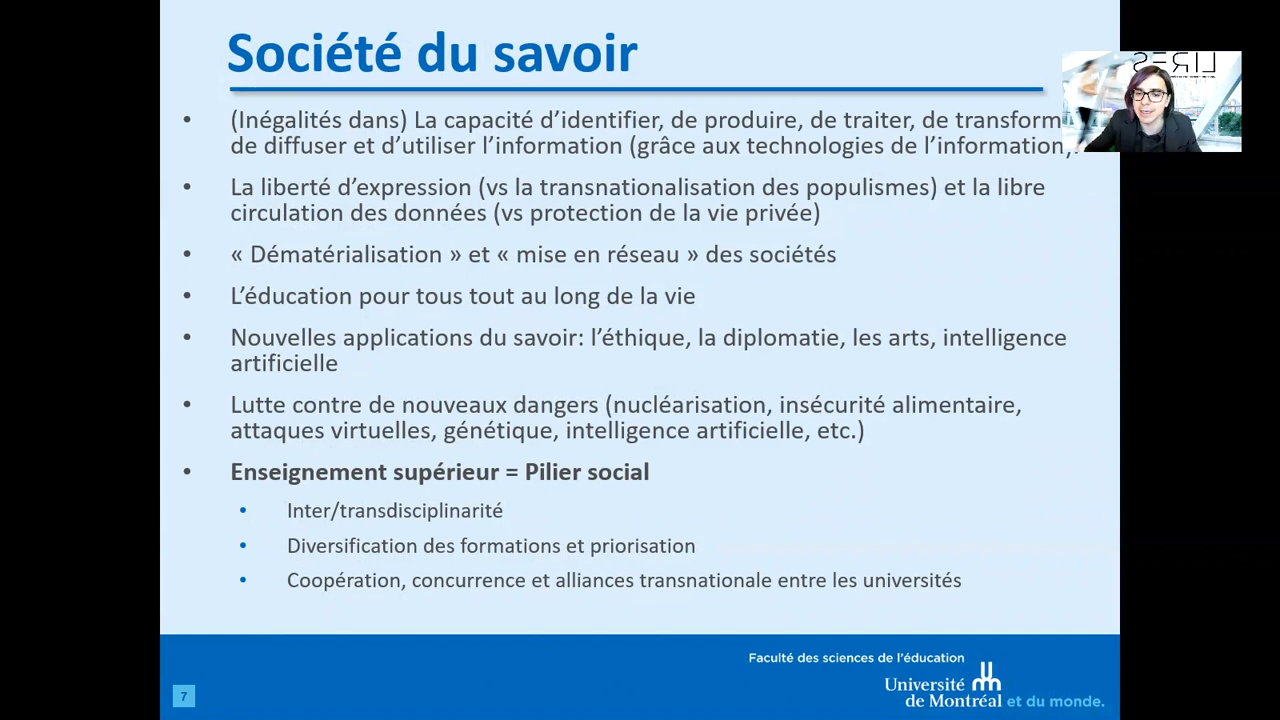 Société du savoir
LIRES
• (Inégalités dans) La capacité d’identifier, de produire, de traiter, de transform
de diffuser et d’utiliser l’information (grâce aux technologies de l’information).
• La liberté d’expression (vs la transnationalisation des populismes) et la libre
circulation des données (vs protection de la vie privée)
• « Dématérialisation » et « mise en réseau » des sociétés
• L’éducation pour tous tout au long de la vie
• Nouvelles applications du savoir: l’éthique, la diplomatie, les arts, intelligence
artificielle
• Lutte contre de nouveaux dangers (nucléarisation, insécurité alimentaire,
attaques virtuelles, génétique, intelligence artificielle, etc.)
• Enseignement supérieur = Pilier social
• Inter/transdisciplinarité
• Diversification des formations et priorisation
• Coopération, concurrence et alliances transnationale entre les universités
Faculté des sciences de l’éducation
Université
de Montréal et du monde.
7